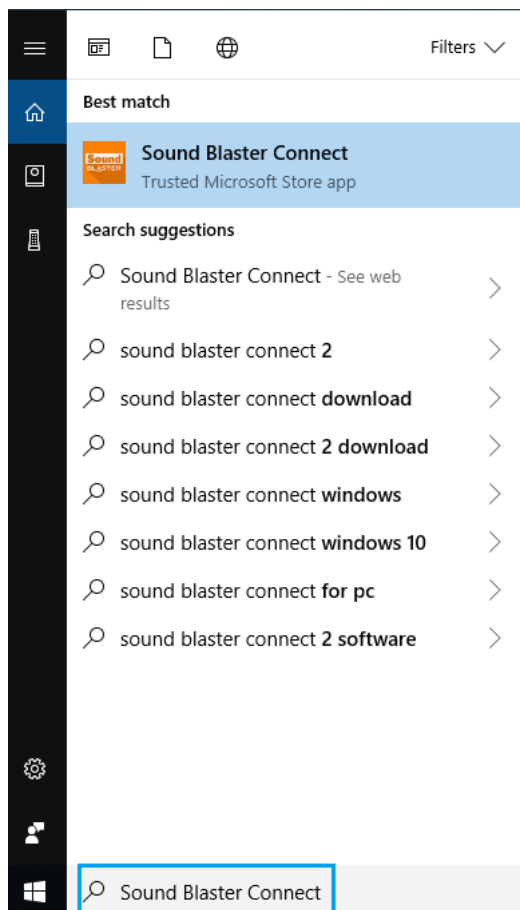 Filters
Best match
Sound BLASTER
Sound Blaster Connect
Trusted Microsoft Store app
Search suggestions
Sound Blaster Connect - See web
results
sound blaster connect 2
sound blaster connect download
sound blaster connect 2 download
sound blaster connect windows
sound blaster connect windows 10
sound blaster connect for pc
sound blaster connect 2 software
Sound Blaster Connect